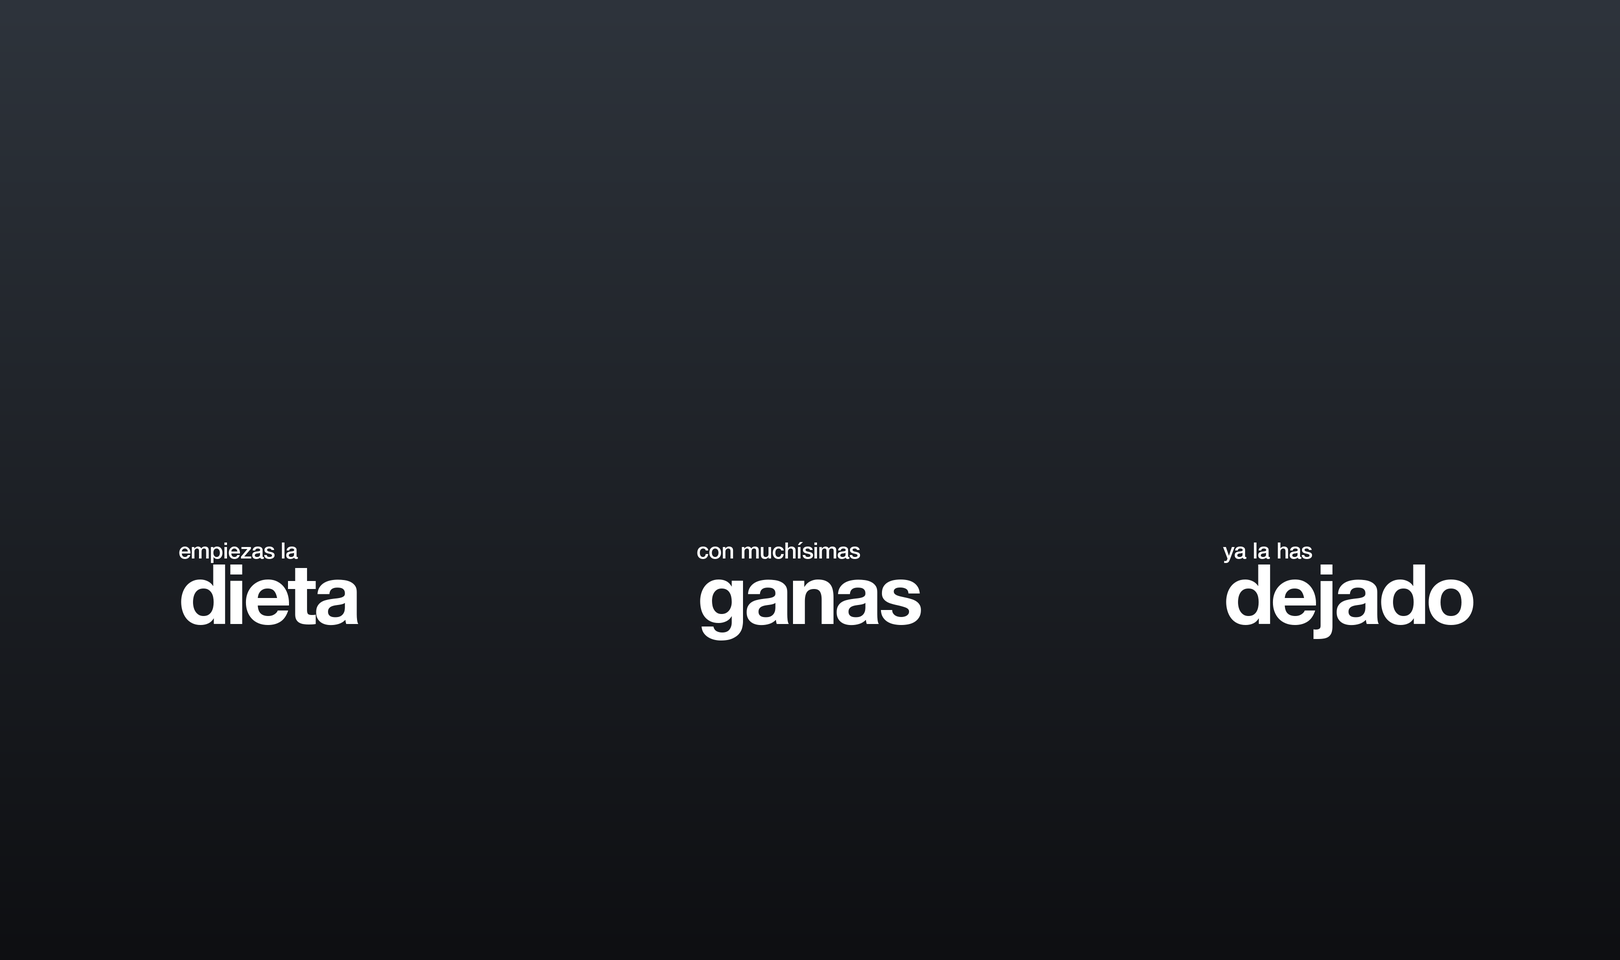 empiezas la
dieta
con muchísimas
ganas
ya la has
dejado